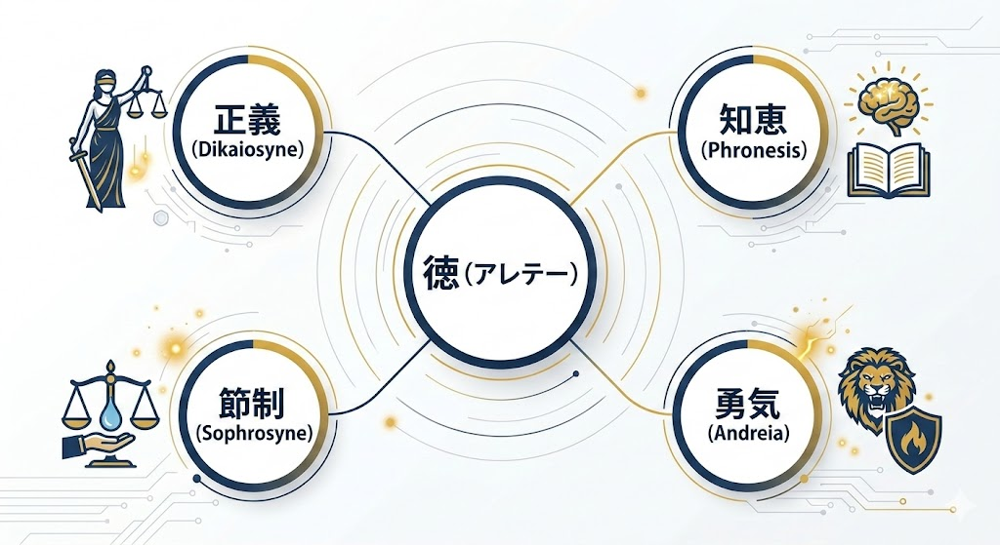 正義
(Dikaiosyne)
知恵
(Phronesis)
徳(アレテー)
節制
(Sophrosyne)
勇気
(Andreia)